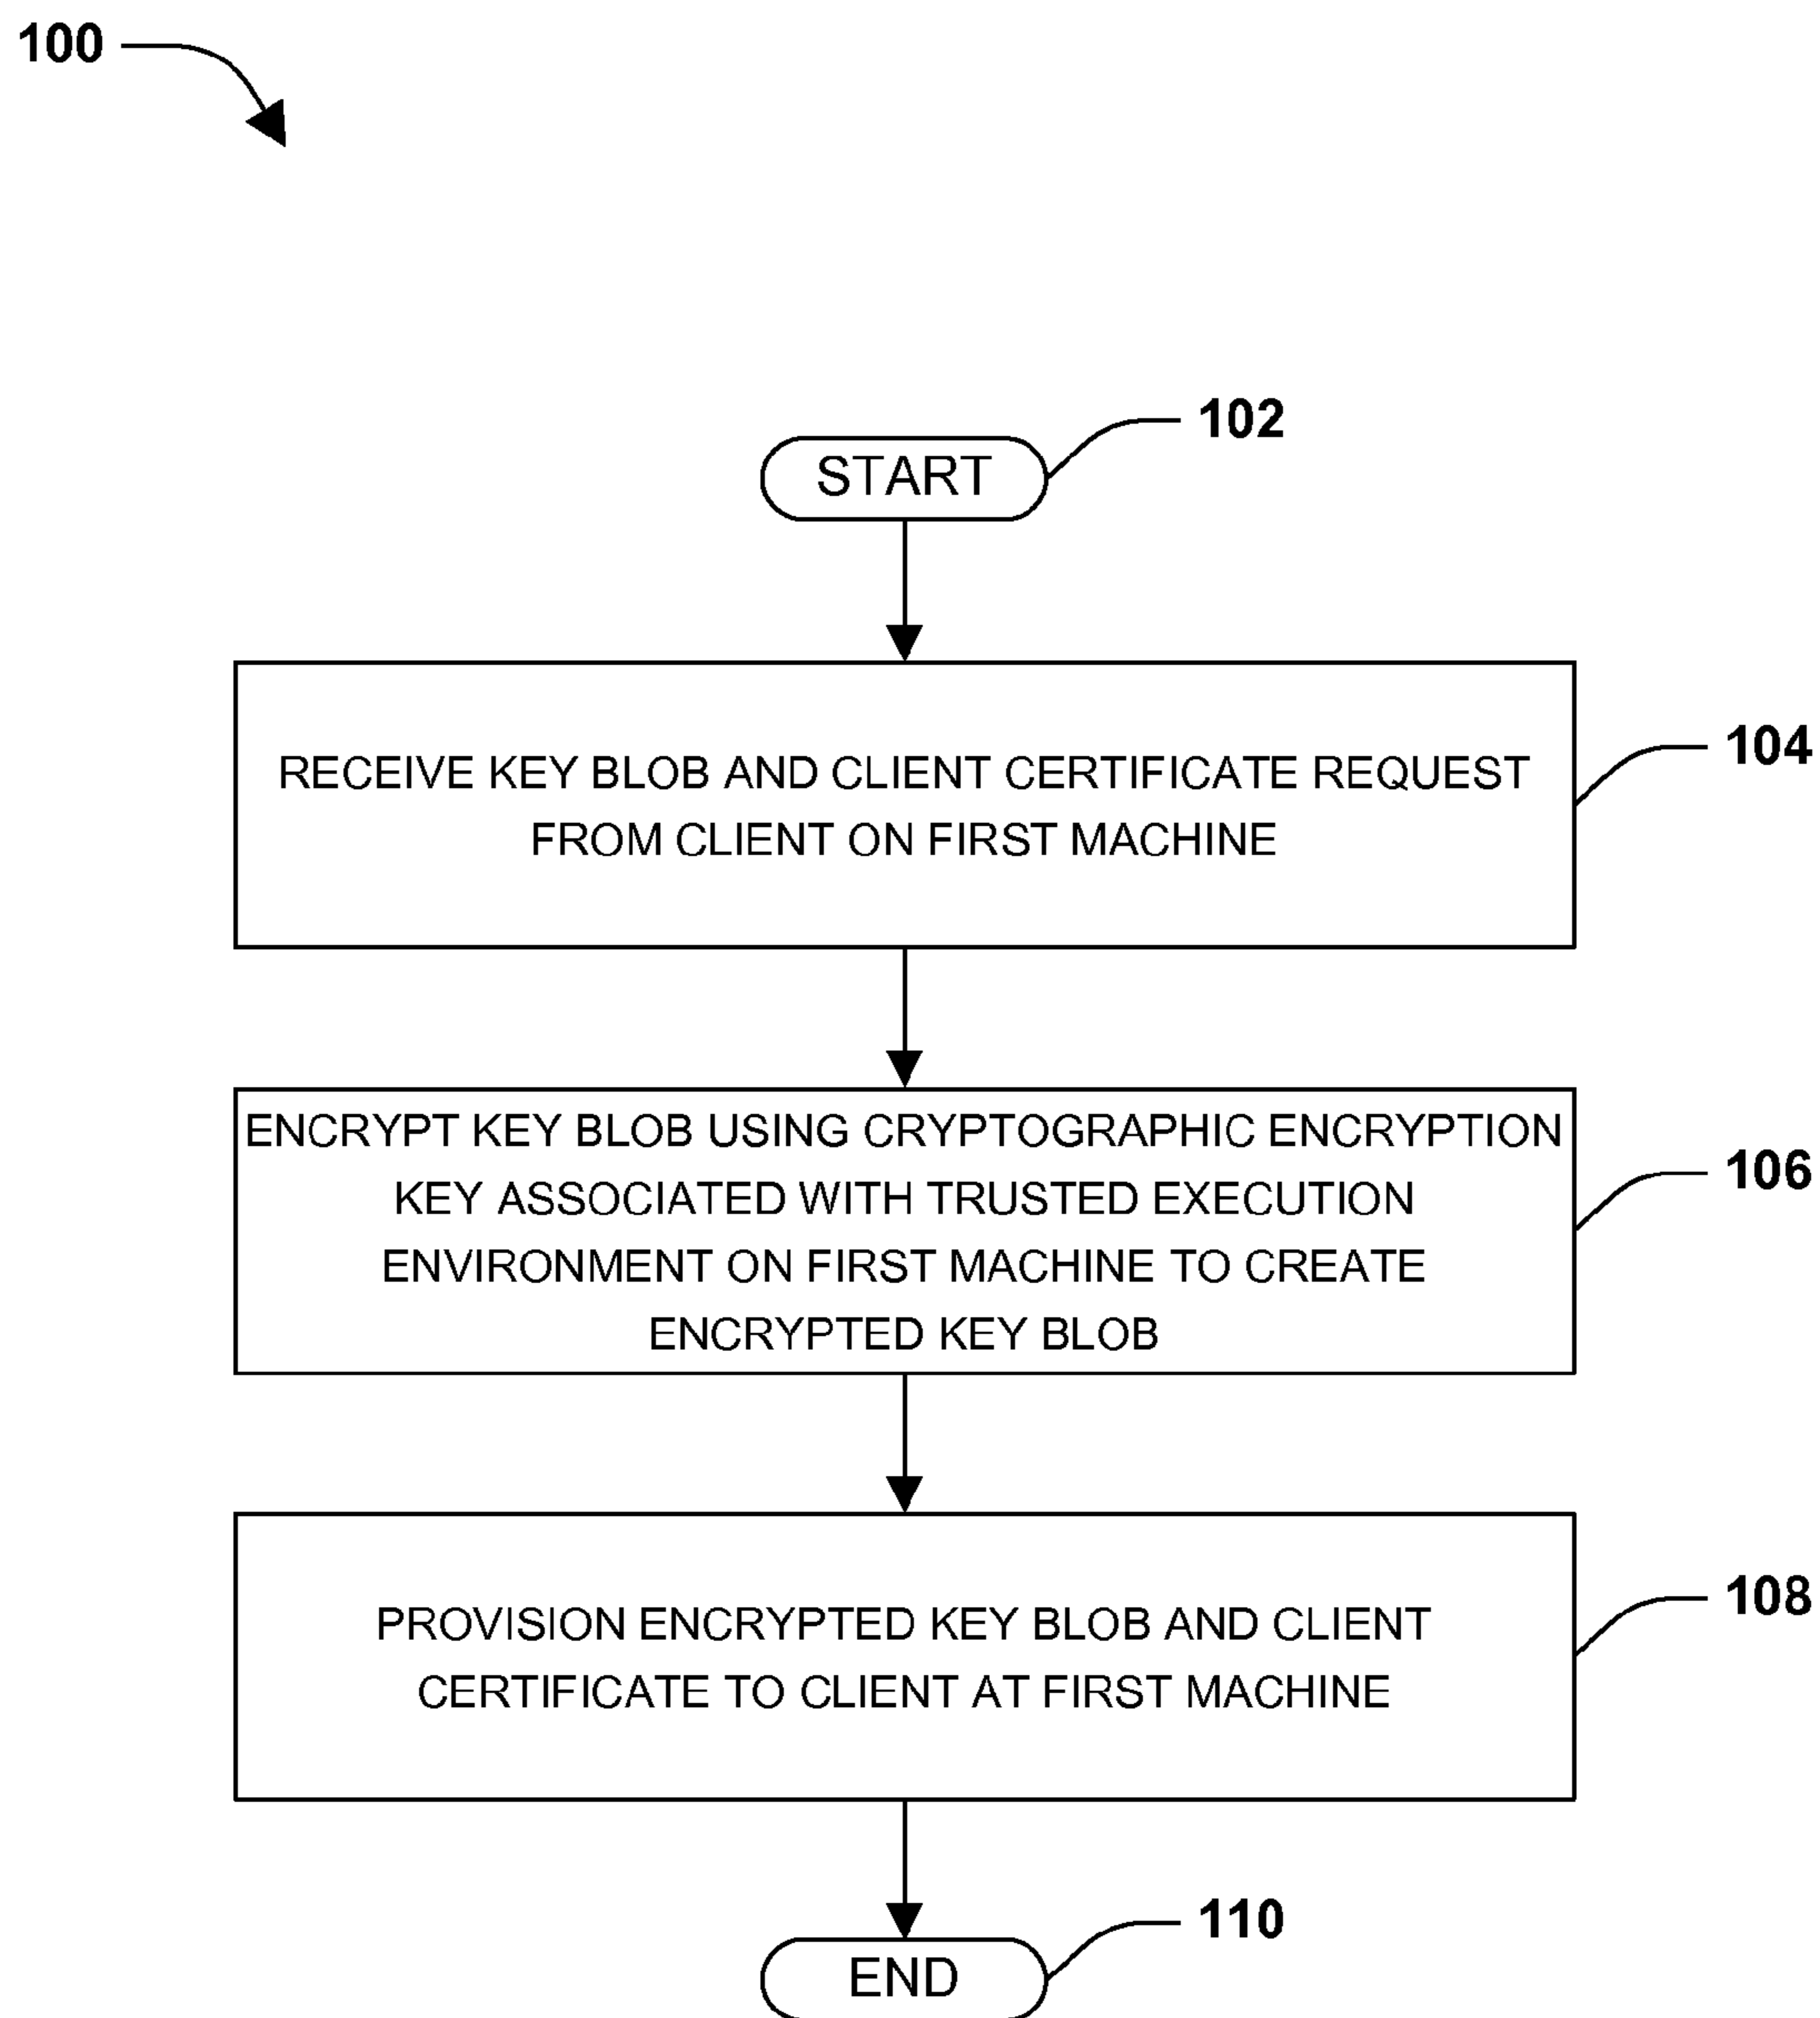 100
102
START
104
RECEIVE KEY BLOB AND CLIENT CERTIFICATE REQUEST
FROM CLIENT ON FIRST MACHINE
106
ENCRYPT KEY BLOB USING CRYPTOGRAPHIC ENCRYPTION
KEY ASSOCIATED WITH TRUSTED EXECUTION
ENVIRONMENT ON FIRST MACHINE TO CREATE
ENCRYPTED KEY BLOB
108
PROVISION ENCRYPTED KEY BLOB AND CLIENT
CERTIFICATE TO CLIENT AT FIRST MACHINE
110
END